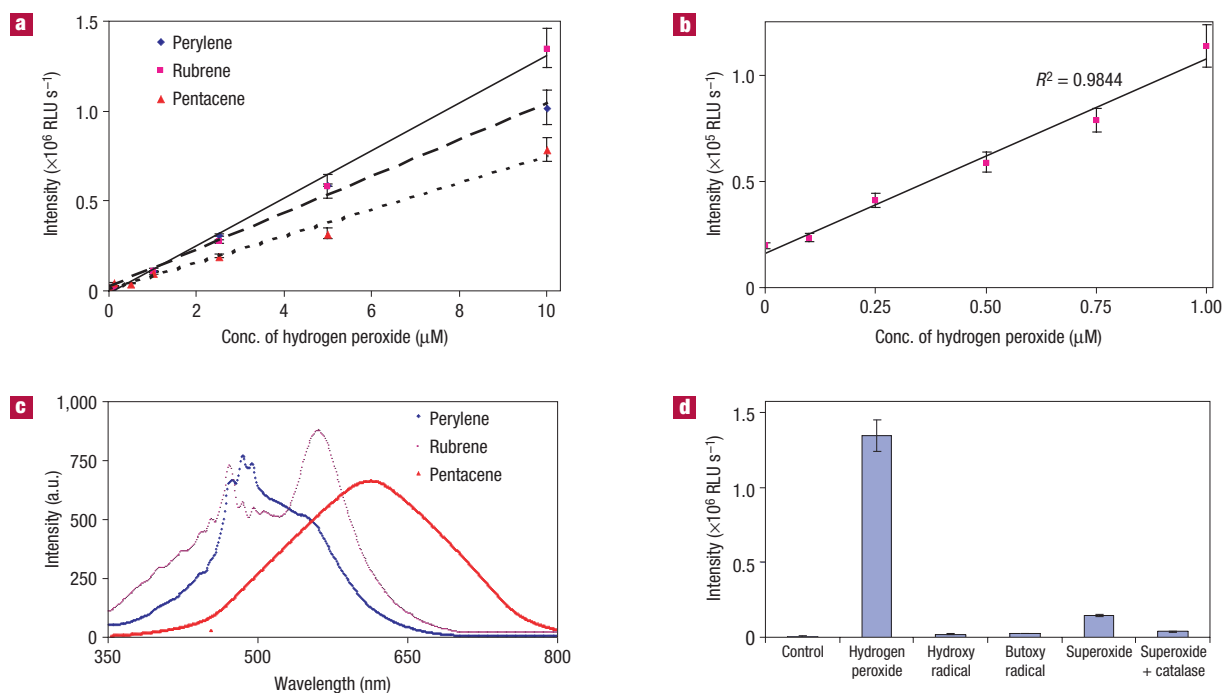 a
Intensity (×10⁶ RLU s⁻¹)
1.5
1.0
0.5
0
Perylene
Rubrene
Pentacene
0 2 4 6 8 10
Conc. of hydrogen peroxide (μM)
b
Intensity (×10⁵ RLU s⁻¹)
1.0
0.5
0
R² = 0.9844
0 0.25 0.50 0.75 1.00
Conc. of hydrogen peroxide (μM)
c
Intensity (a.u.)
1,000
750
500
250
0
Perylene
Rubrene
Pentacene
350 500 650 800
Wavelength (nm)
d
Intensity (×10⁶ RLU s⁻¹)
1.5
1.0
0.5
0
Control
Hydrogen
peroxide
Hydroxy
radical
Butoxy
radical
Superoxide
Superoxide
+ catalase